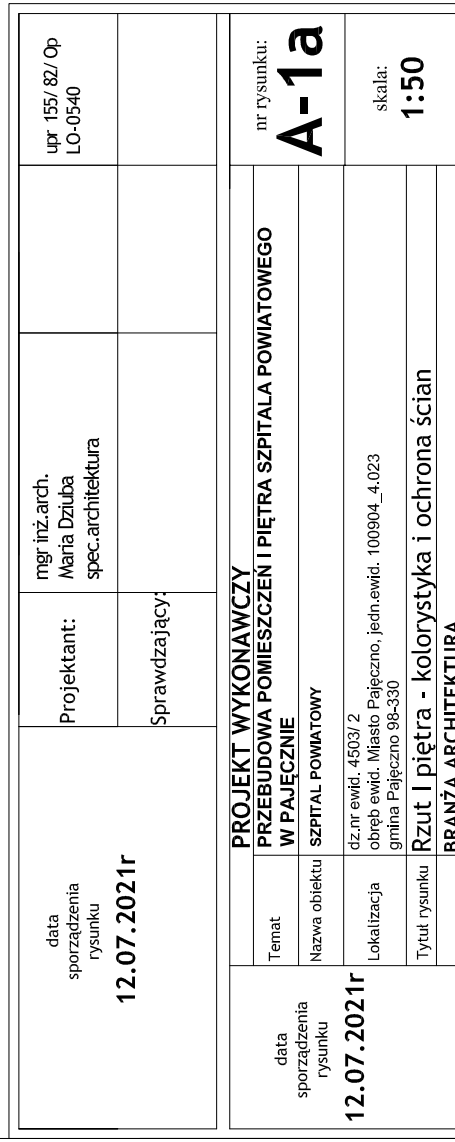 data
sporządzenia
rysunku
12.07.2021r
Projektant:
mgr inż.arch.
Maria Dziuba
spec.architektura
upr 155/ 82/ Op
LO-0540
Sprawdzający:
data
sporządzenia
rysunku
12.07.2021r
PROJEKT WYKONAWCZY
Temat
PRZEBUDOWA POMIESZCZEŃ I PIĘTRA SZPITALA POWIATOWEGO
W PAJĘCZNIE
Nazwa obiektu
SZPITAL POWIATOWY
Lokalizacja
dz.nr ewid. 4503/ 2
obręb ewid. Miasto Pajęczno, jedn.ewid. 100904_4.023
gmina Pajęczno 98-330
Tytuł rysunku
Rzut I piętra - kolorystyka i ochrona ścian
BRANŻA ARCHITEKTURA
nr rysunku:
A-1a
skala:
1:50